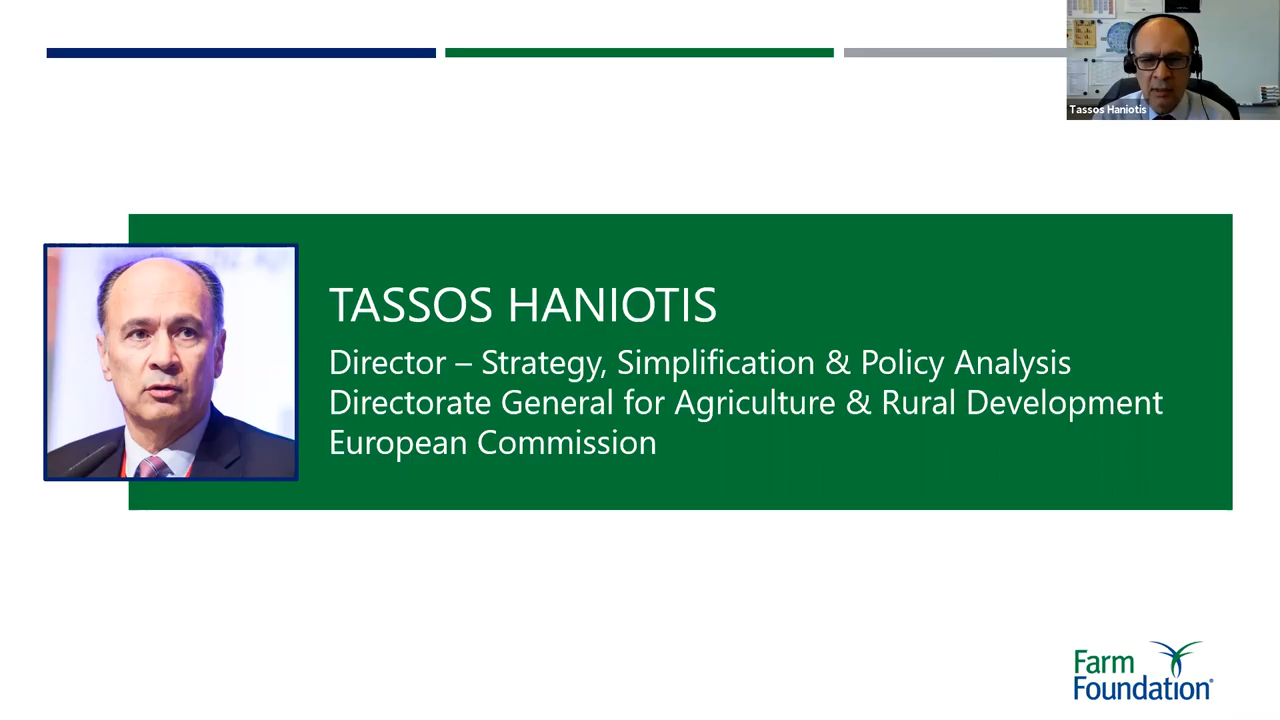 Tassos Haniotis
TASSOS HANIOTIS
Director – Strategy, Simplification & Policy Analysis
Directorate General for Agriculture & Rural Development
European Commission
Farm
Foundation®